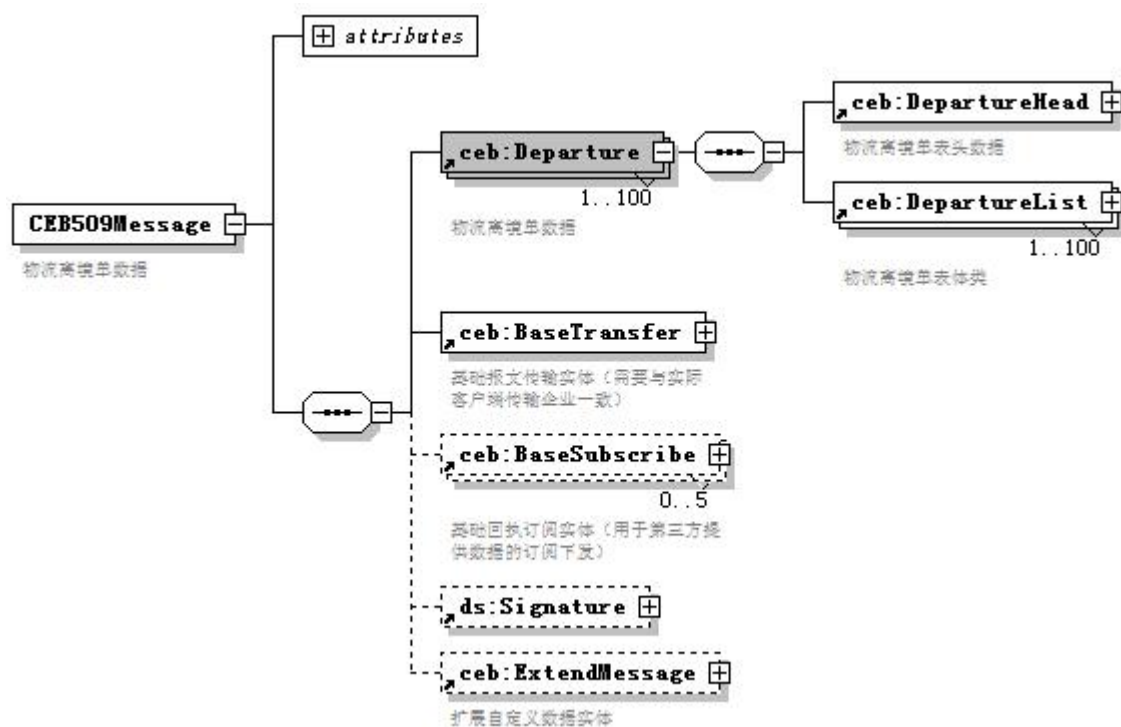 attributes
ceb:DepartureHead
物流离境单表头数据
ceb:Departure
1..100
物流离境单数据
ceb:DepartureList
1..100
物流离境单表体类
CEB509Message
物流离境单数据
ceb:BaseTransfer
基础报文传输实体（需要与实际
客户端传输企业一致）
ceb:BaseSubscribe
0..5
基础回执订阅实体（用于第三方提
供数据的订阅下发）
ds:Signature
ceb:ExtendMessage
扩展自定义数据实体